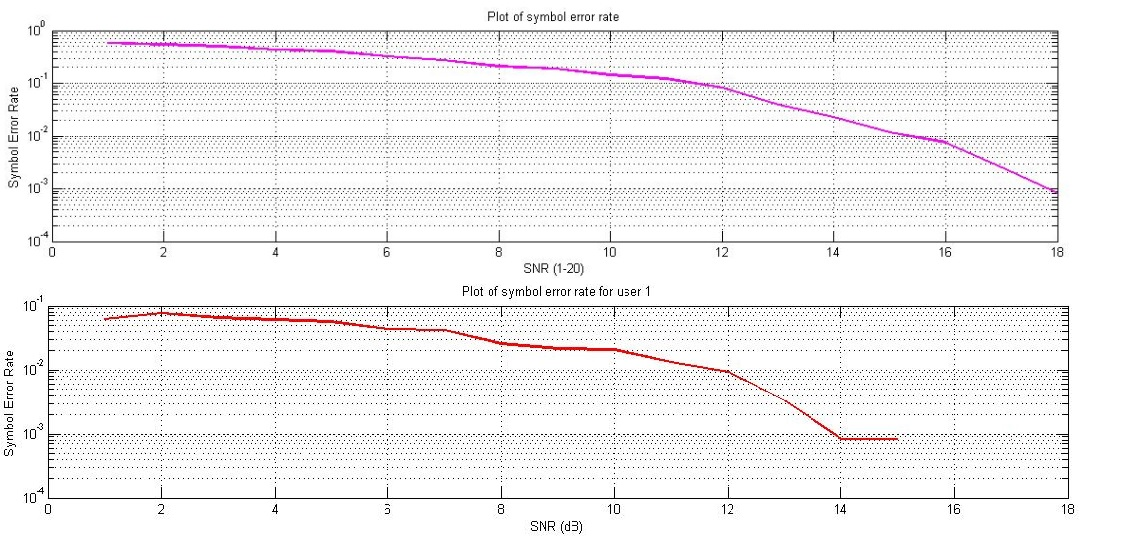 Plot of symbol error rate
10^0
10^-1
10^-2
10^-3
10^-4
Symbol Error Rate
0 2 4 6 8 10 12 14 16 18
SNR (1-20)
Plot of symbol error rate for user 1
10^-1
10^-2
10^-3
10^-4
Symbol Error Rate
0 2 4 6 8 10 12 14 16 18
SNR (dB)